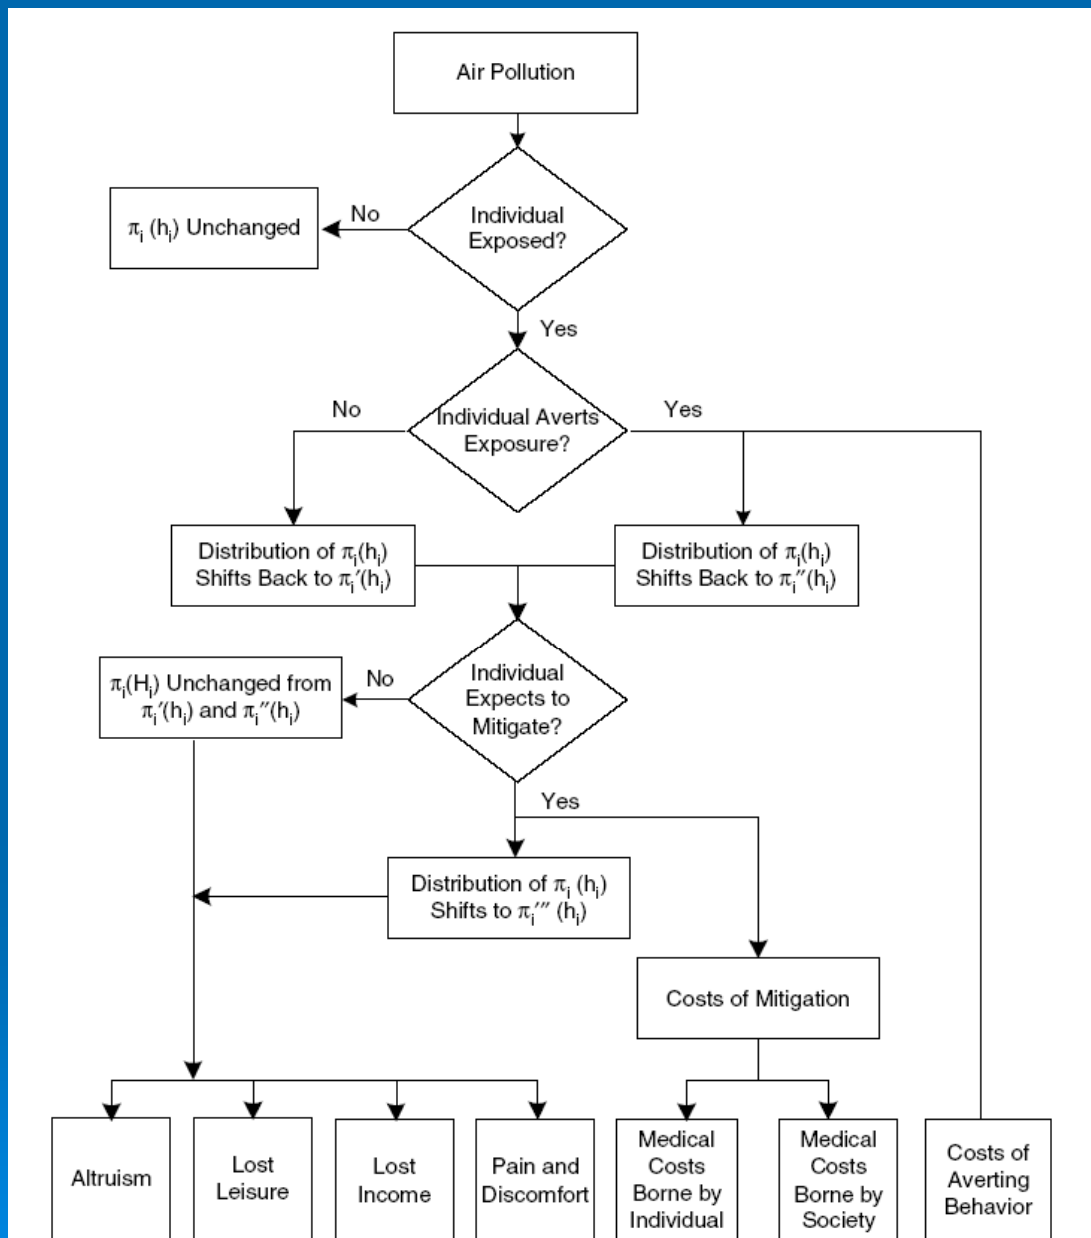 Air Pollution
Individual
Exposed?
No
πi (hi) Unchanged
Yes
Individual Averts
Exposure?
No
Yes
Distribution of πi(hi)
Shifts Back to πi′(hi)
Distribution of πi(hi)
Shifts Back to πi″(hi)
Individual
Expects to
Mitigate?
No
πi(Hi) Unchanged from
πi′(hi) and πi″(hi)
Yes
Distribution of πi (hi)
Shifts to πi‴ (hi)
Costs of Mitigation
Altruism
Lost
Leisure
Lost
Income
Pain and
Discomfort
Medical
Costs
Borne by
Individual
Medical
Costs
Borne by
Society
Costs of
Averting
Behavior